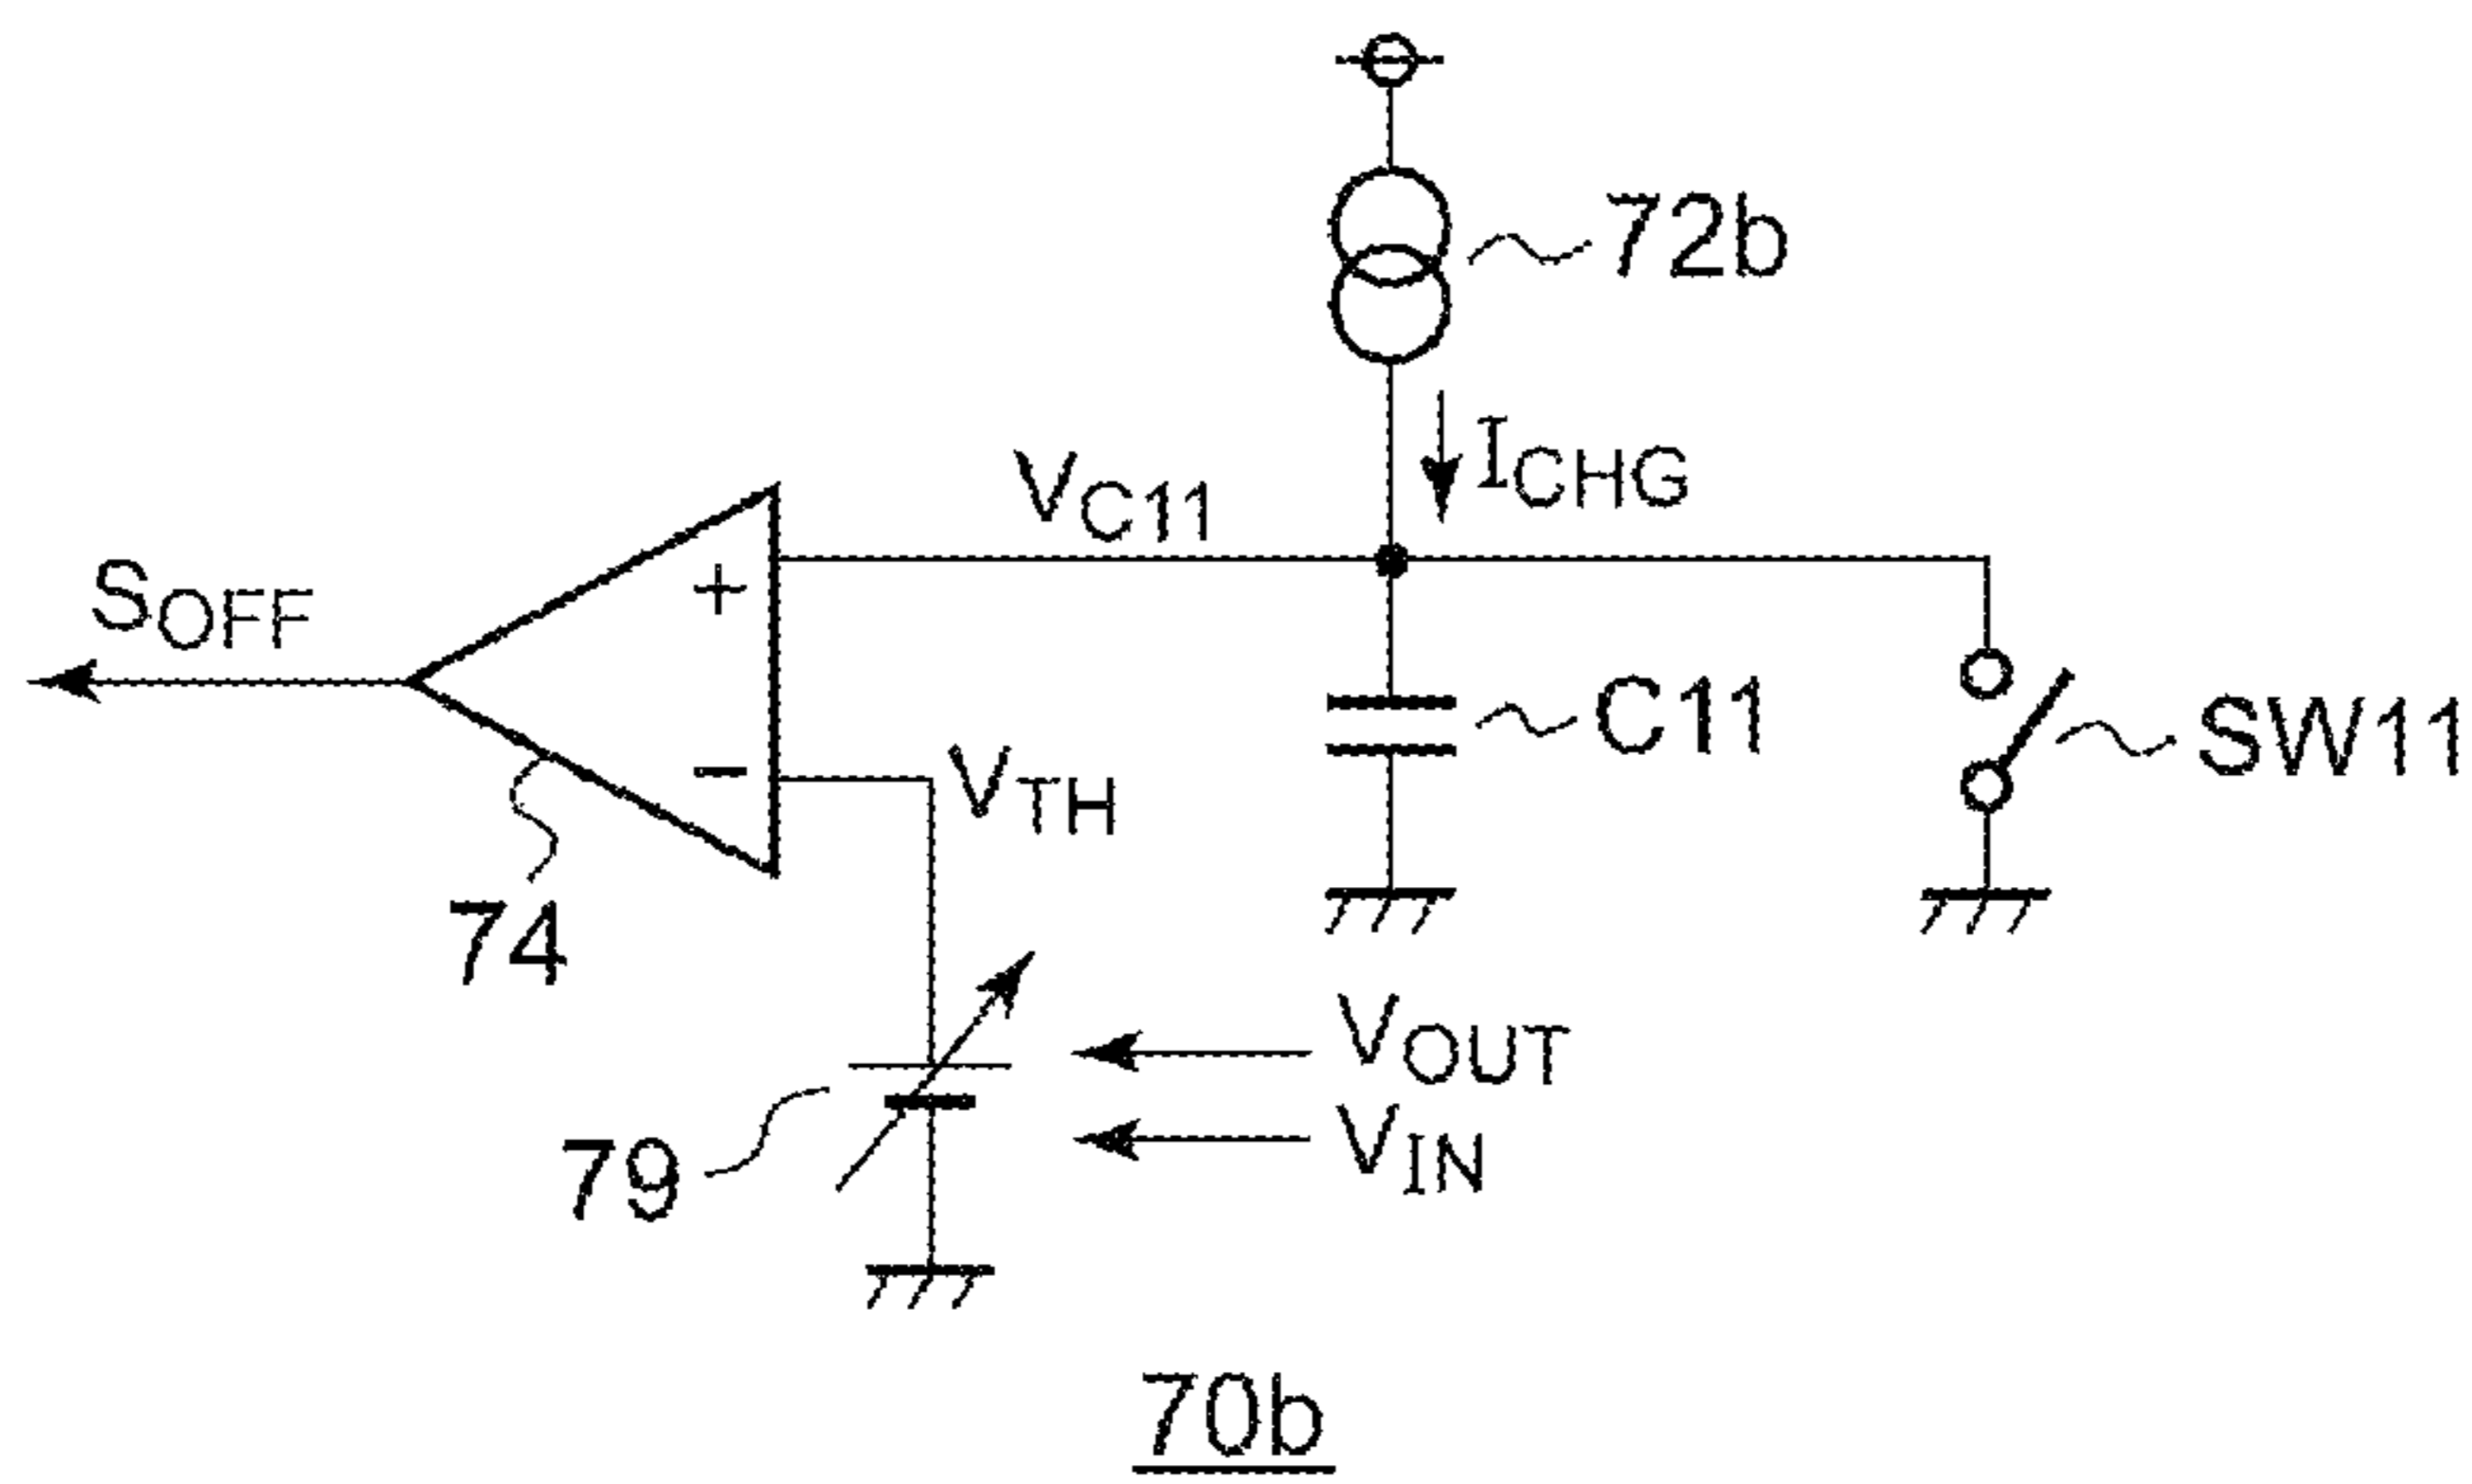 72b
ICHG
VC11
SOFF
+
C11
SW11
−
VTH
74
VOUT
VIN
79
70b